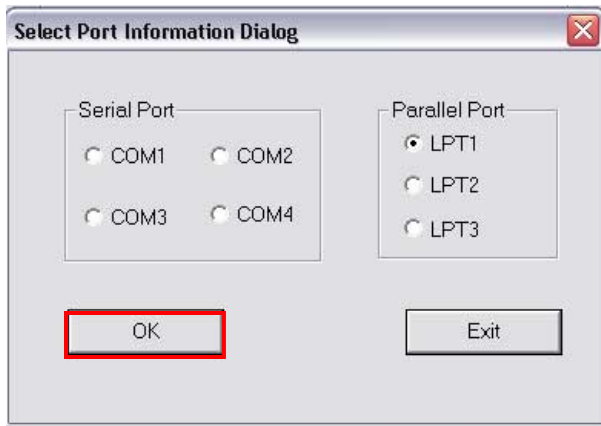 Select Port Information Dialog
Serial Port
COM1 COM2
COM3 COM4
Parallel Port
LPT1
LPT2
LPT3
OK
Exit